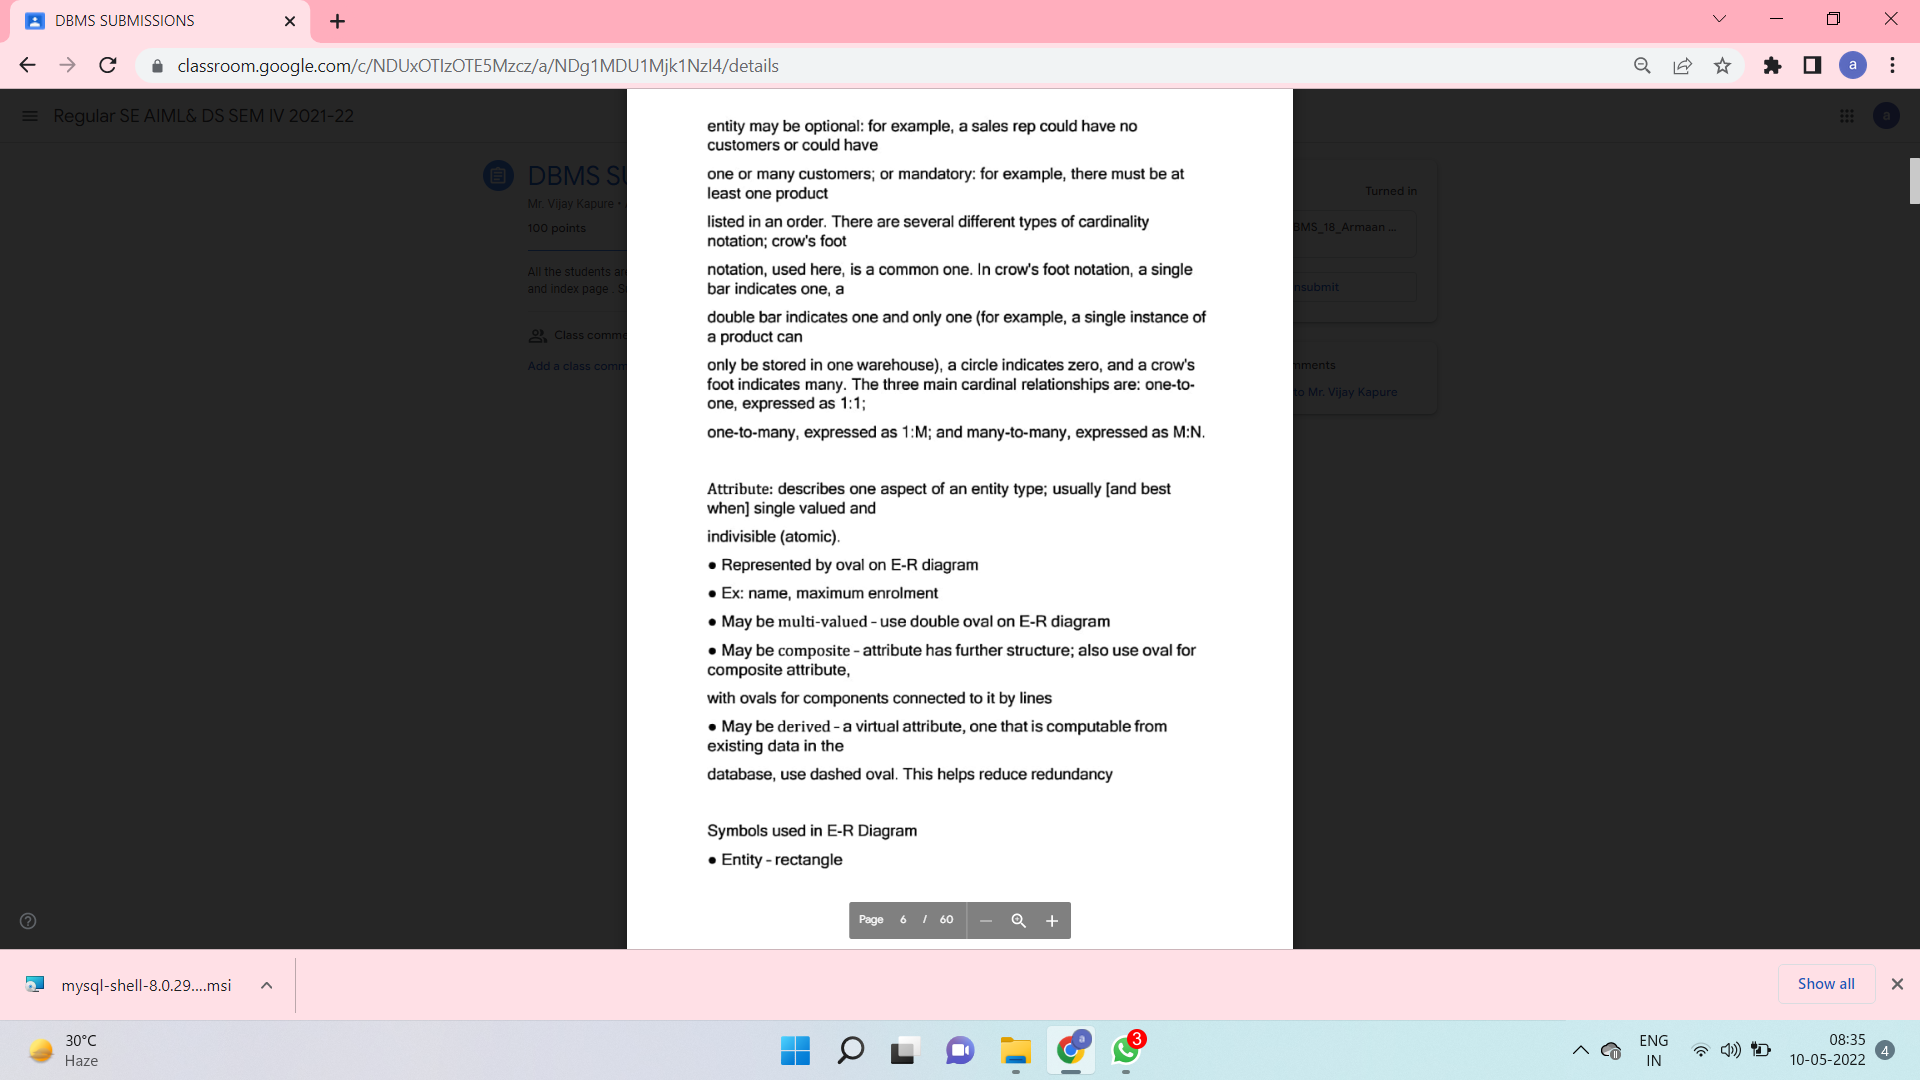 DBMS SUBMISSIONS
classroom.google.com/c/NDUxOTIzOTE5Mzcz/a/NDg1MDU1Mjk1NzI4/details
a
Regular SE AIML& DS SEM IV 2021-22
a
DBMS SU
Mr. Vijay Kapure •
100 points
All the students are
and index page . S
Class comme
Add a class comm
Turned in
BMS_18_Armaan ...
nsubmit
mments
to Mr. Vijay Kapure
entity may be optional: for example, a sales rep could have no
customers or could have
one or many customers; or mandatory: for example, there must be at
least one product
listed in an order. There are several different types of cardinality
notation; crow's foot
notation, used here, is a common one. In crow's foot notation, a single
bar indicates one, a
double bar indicates one and only one (for example, a single instance of
a product can
only be stored in one warehouse), a circle indicates zero, and a crow's
foot indicates many. The three main cardinal relationships are: one-to-
one, expressed as 1:1;
one-to-many, expressed as 1:M; and many-to-many, expressed as M:N.
Attribute: describes one aspect of an entity type; usually [and best
when] single valued and
indivisible (atomic).
● Represented by oval on E-R diagram
● Ex: name, maximum enrolment
● May be multi-valued – use double oval on E-R diagram
● May be composite – attribute has further structure; also use oval for
composite attribute,
with ovals for components connected to it by lines
● May be derived – a virtual attribute, one that is computable from
existing data in the
database, use dashed oval. This helps reduce redundancy
Symbols used in E-R Diagram
● Entity – rectangle
Page 6 / 60
mysql-shell-8.0.29....msi
Show all
30°C
Haze
a
3
ENG
IN
08:35
10-05-2022
4